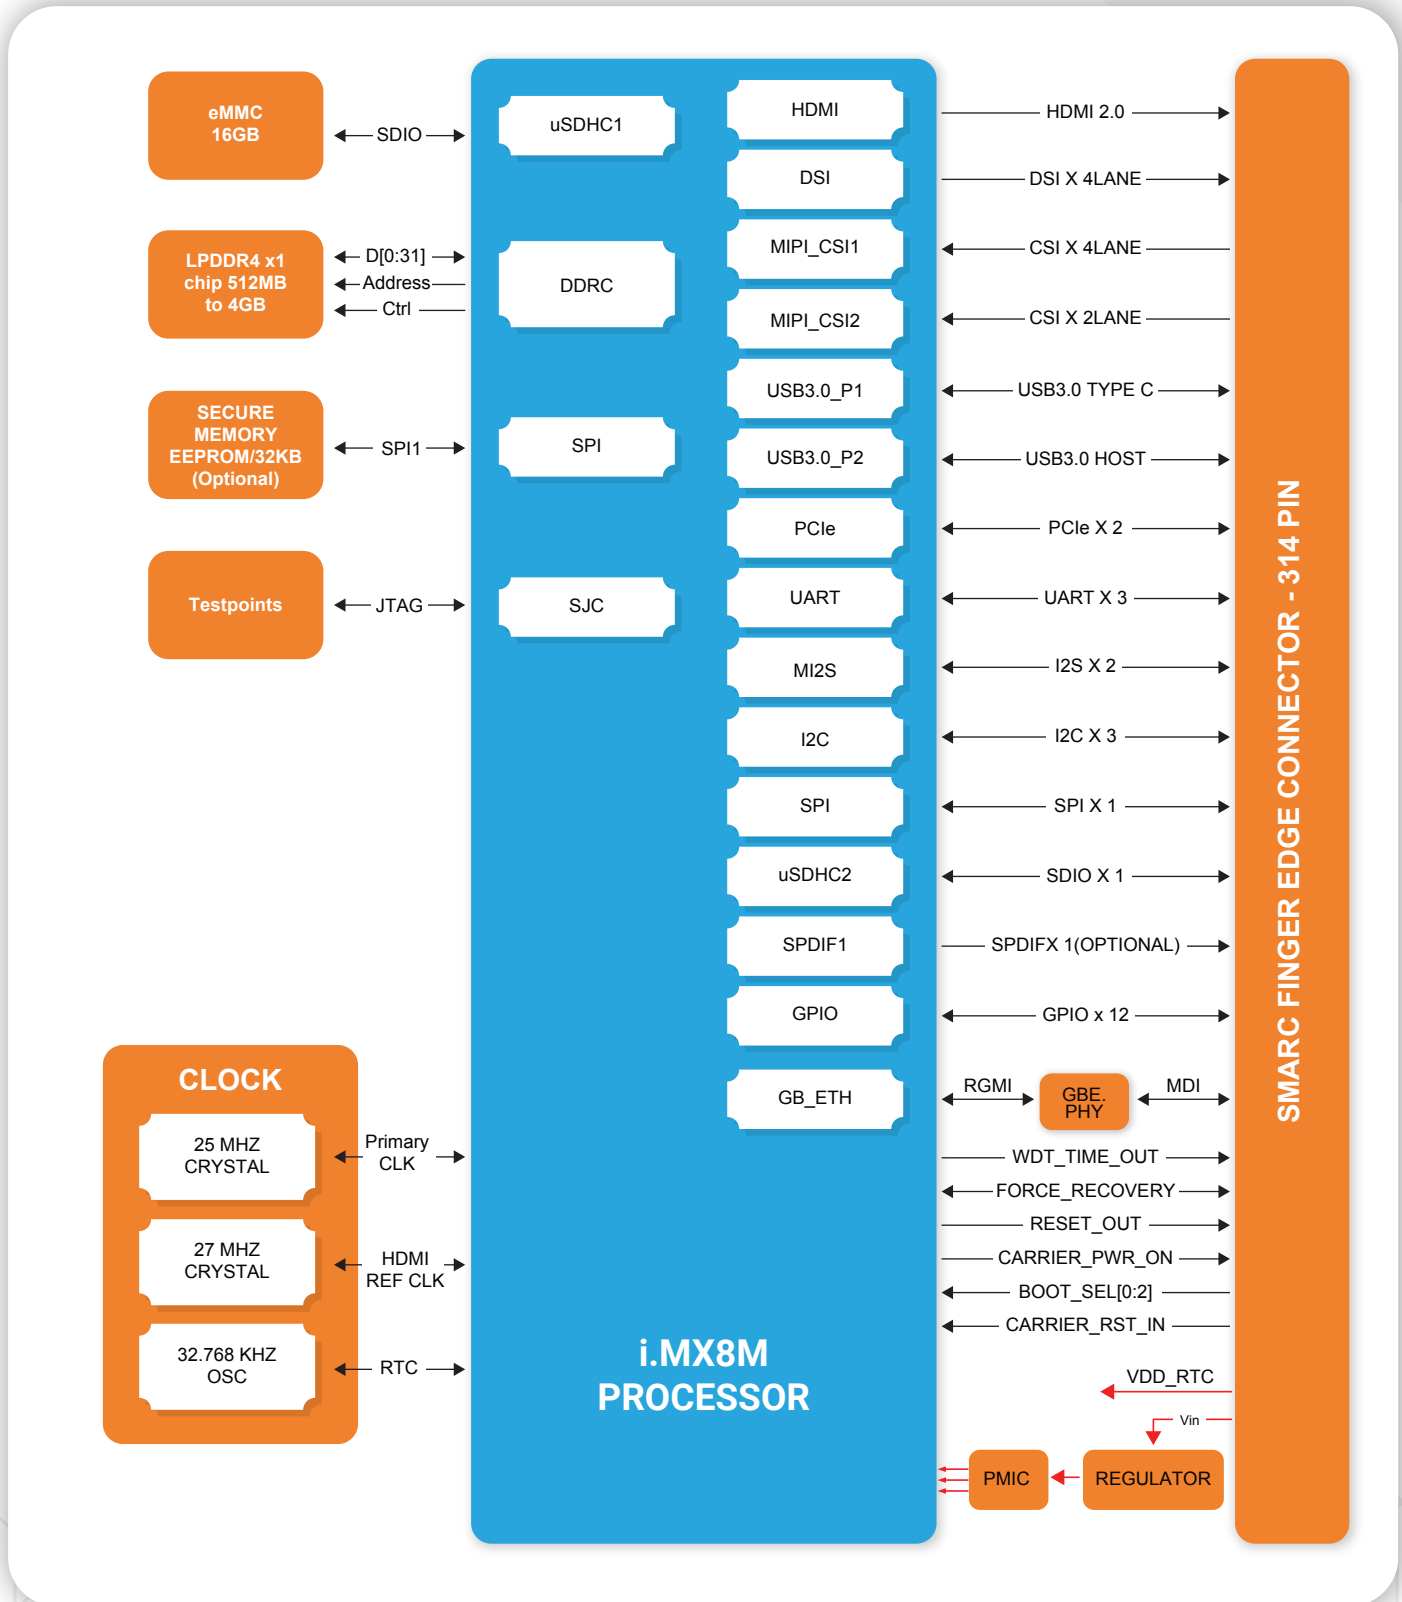 eMMC
16GB
SDIO
uSDHC1
LPDDR4 x1
chip 512MB
to 4GB
D[0:31]
Address
Ctrl
DDRC
SECURE
MEMORY
EEPROM/32KB
(Optional)
SPI1
SPI
Testpoints
JTAG
SJC
CLOCK
25 MHZ
CRYSTAL
Primary
CLK
27 MHZ
CRYSTAL
HDMI
REF CLK
32.768 KHZ
OSC
RTC
i.MX8M
PROCESSOR
HDMI
HDMI 2.0
DSI
DSI X 4LANE
MIPI_CSI1
CSI X 4LANE
MIPI_CSI2
CSI X 2LANE
USB3.0_P1
USB3.0 TYPE C
USB3.0_P2
USB3.0 HOST
PCIe
PCIe X 2
UART
UART X 3
MI2S
I2S X 2
I2C
I2C X 3
SPI
SPI X 1
uSDHC2
SDIO X 1
SPDIF1
SPDIFX 1(OPTIONAL)
GPIO
GPIO x 12
GB_ETH
RGMI
GBE.
PHY
MDI
WDT_TIME_OUT
FORCE_RECOVERY
RESET_OUT
CARRIER_PWR_ON
BOOT_SEL[0:2]
CARRIER_RST_IN
VDD_RTC
Vin
PMIC
REGULATOR
SMARC FINGER EDGE CONNECTOR - 314 PIN